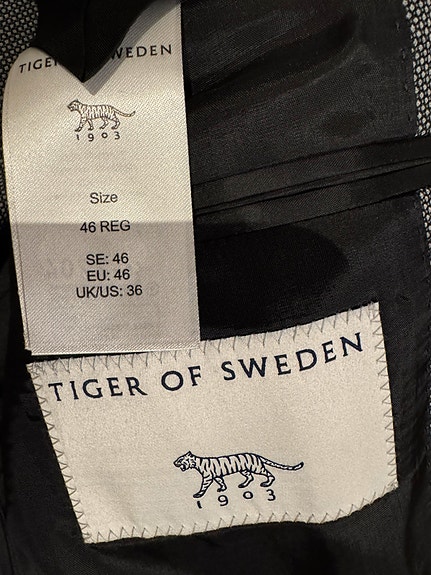 TIGER OF SWEDEN
1903
Size
46 REG
SE: 46
EU: 46
UK/US: 36
TIGER OF SWEDEN
1903